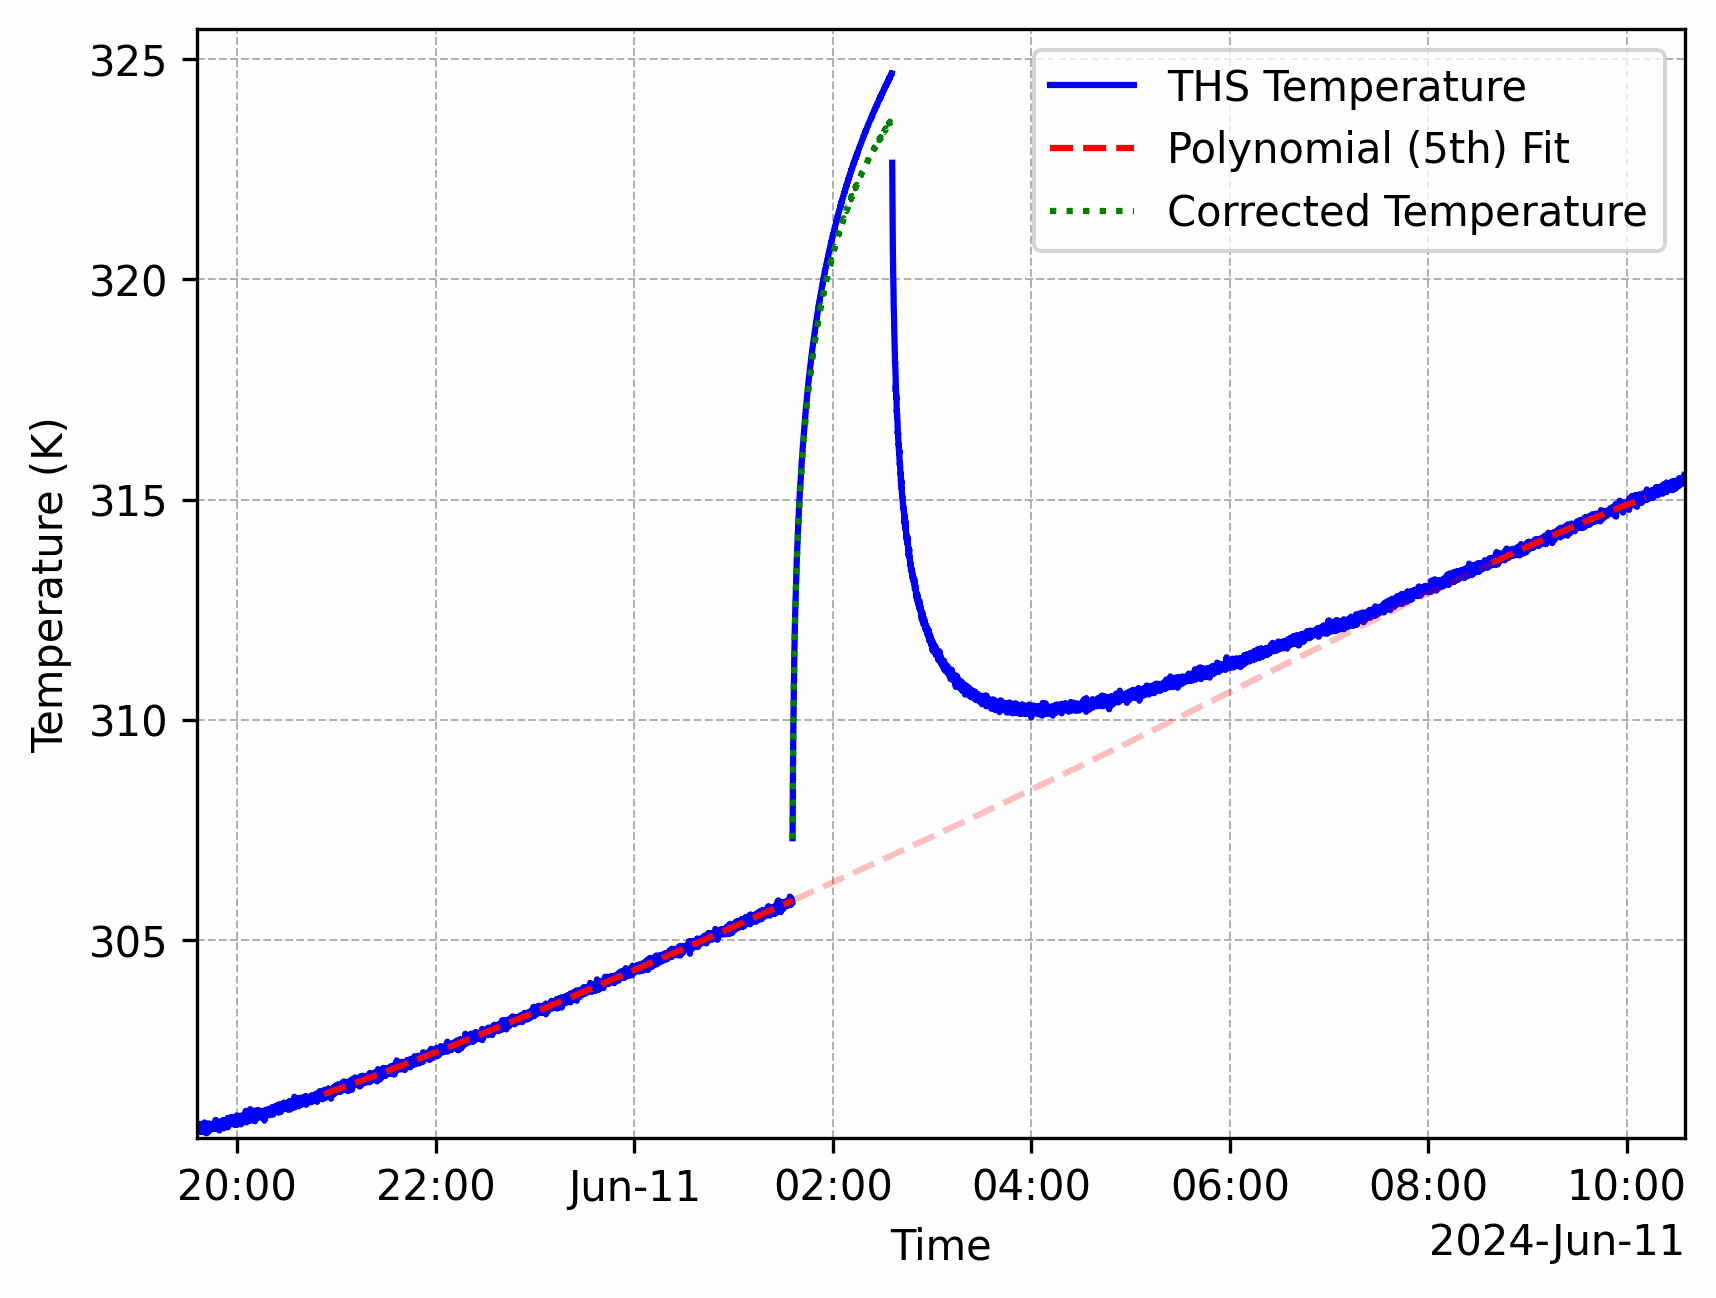 325
320
315
310
305
Temperature (K)
THS Temperature
Polynomial (5th) Fit
Corrected Temperature
20:00 22:00 Jun-11 02:00 04:00 06:00 08:00 10:00
Time
2024-Jun-11